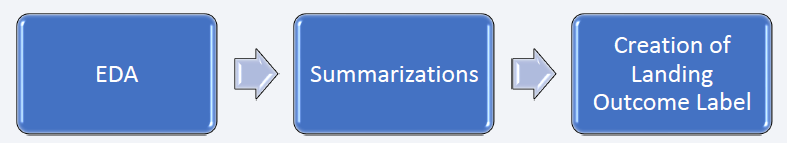 EDA
Summarizations
Creation of
Landing
Outcome Label